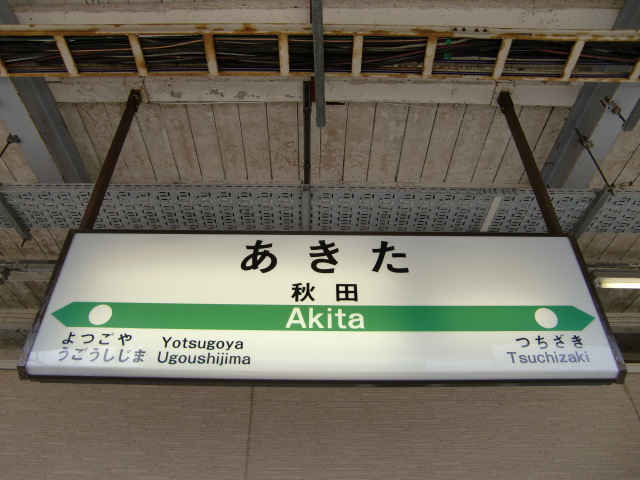 あきた
秋田
Akita
よつごや Yotsugoya
うごうしじま Ugoushijima
つちざき
Tsuchizaki